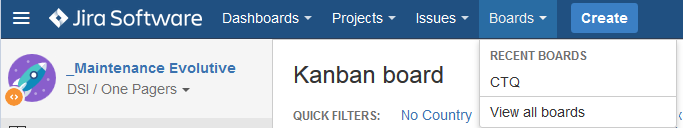 Jira Software Dashboards Projects Issues Boards Create
_Maintenance Evolutive
DSI / One Pagers
Kanban board
QUICK FILTERS: No Country
RECENT BOARDS
CTQ
View all boards